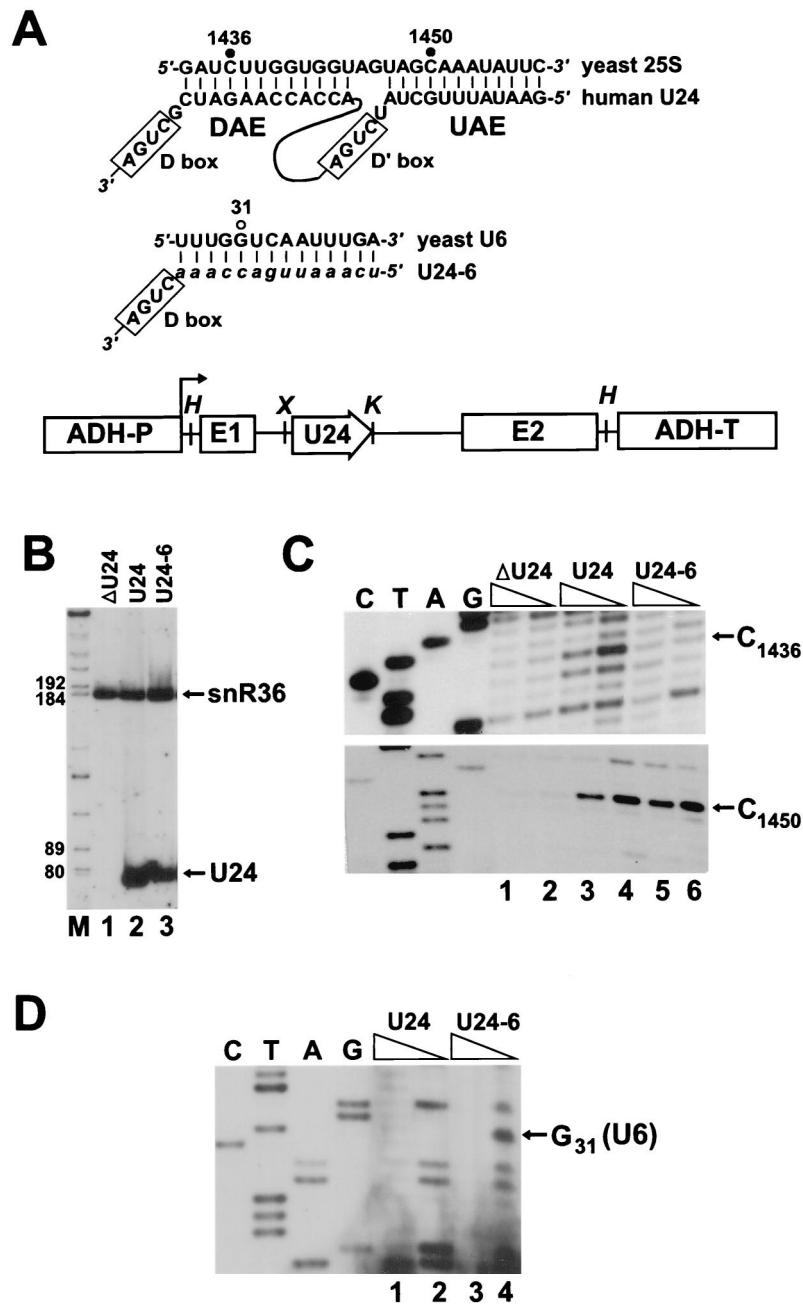 A
1436 1450
5'-GAUCUUGGUGGUAGUAGCAAAUAUUC-3' yeast 25S
CUAGAACCACCA AUCGUUUAUAAG-5' human U24
G U
DAE UAE
AGUC AGUC
D box D' box
3'
31
5'-UUUGGUCAAUUUGA-3' yeast U6
aaaccaguuaaacu-5' U24-6
AGUC
D box
3'
H X K H
ADH-P E1 U24 E2 ADH-T
B
ΔU24 U24 U24-6
192
184
snR36
89
80
U24
M 1 2 3
C
C T A G ΔU24 U24 U24-6
C1436
C1450
1 2 3 4 5 6
D
C T A G U24 U24-6
G31 (U6)
1 2 3 4